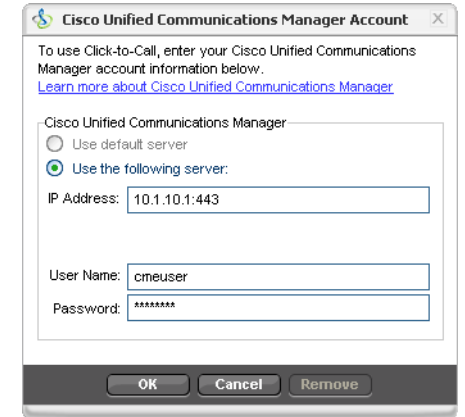 Cisco Unified Communications Manager Account
To use Click-to-Call, enter your Cisco Unified Communications
Manager account information below.
Learn more about Cisco Unified Communications Manager
Cisco Unified Communications Manager
Use default server
Use the following server:
IP Address: 10.1.10.1:443
User Name: cmeuser
Password: ********
OK Cancel Remove